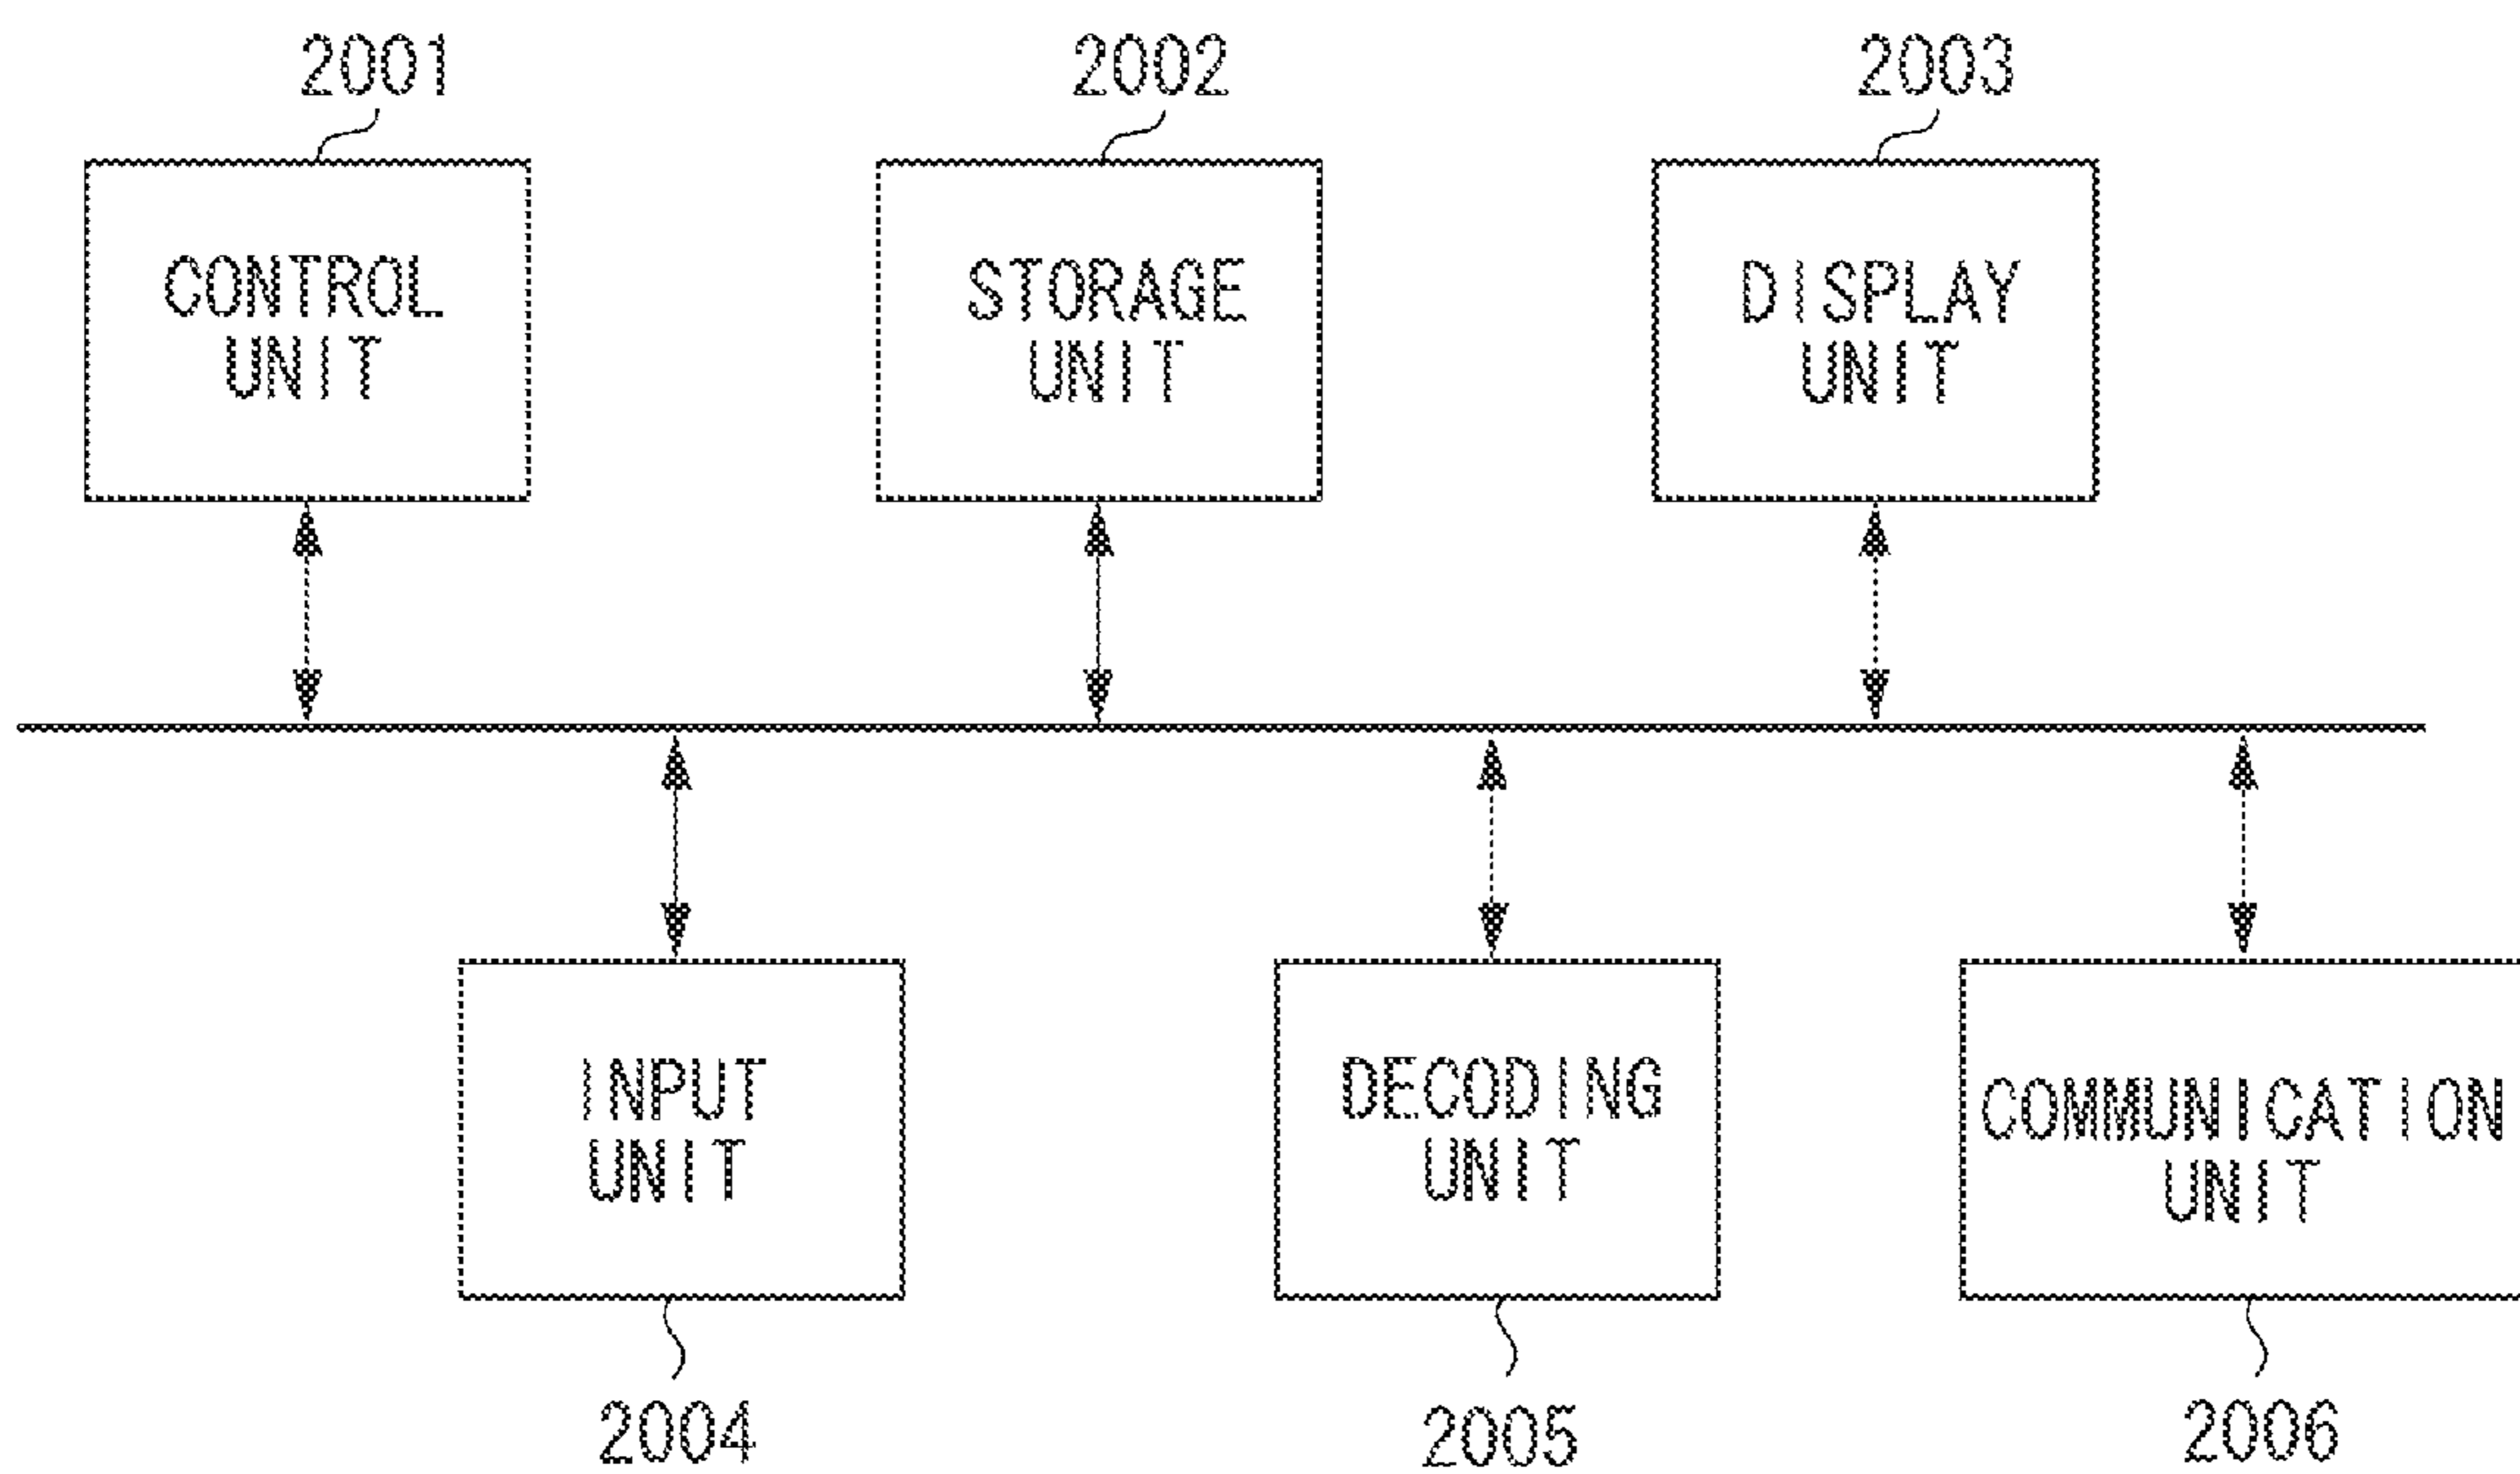 2001
2002
2003
CONTROL
UNIT
STORAGE
UNIT
DISPLAY
UNIT
INPUT
UNIT
DECODING
UNIT
COMMUNICATION
UNIT
2004
2005
2006